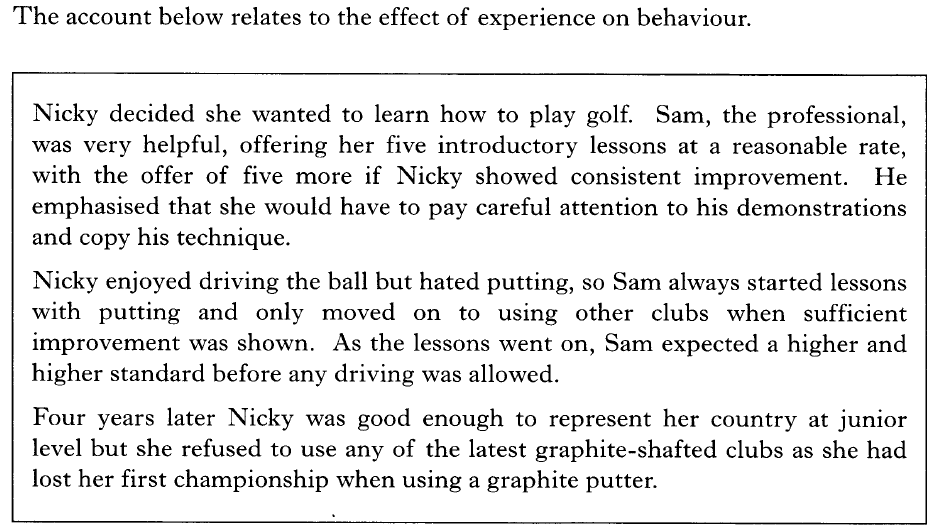 The account below relates to the effect of experience on behaviour.
Nicky decided she wanted to learn how to play golf. Sam, the professional,
was very helpful, offering her five introductory lessons at a reasonable rate,
with the offer of five more if Nicky showed consistent improvement. He
emphasised that she would have to pay careful attention to his demonstrations
and copy his technique.
Nicky enjoyed driving the ball but hated putting, so Sam always started lessons
with putting and only moved on to using other clubs when sufficient
improvement was shown. As the lessons went on, Sam expected a higher and
higher standard before any driving was allowed.
Four years later Nicky was good enough to represent her country at junior
level but she refused to use any of the latest graphite-shafted clubs as she had
lost her first championship when using a graphite putter.